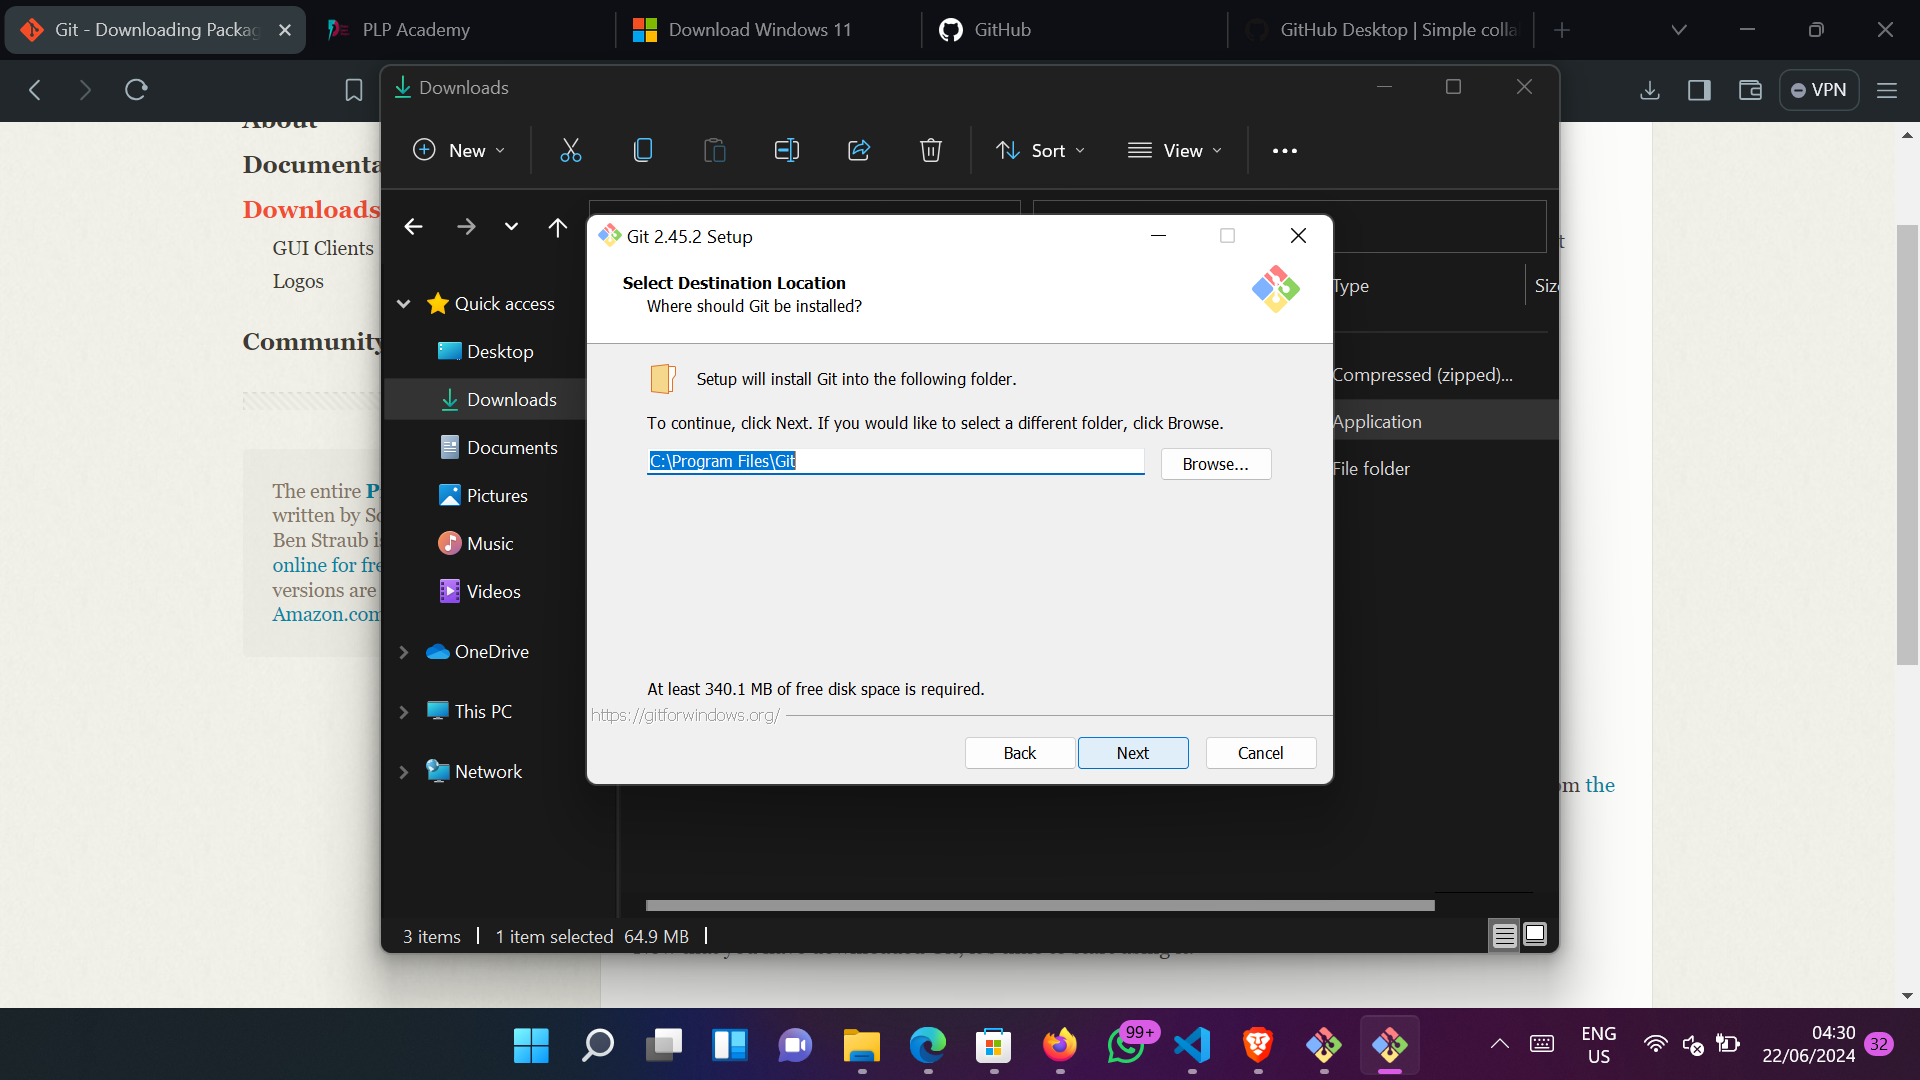 Git - Downloading Packag
PLP Academy
Download Windows 11
GitHub
GitHub Desktop | Simple colla
VPN
Downloads
New
Sort
View
About
Documenta
Downloads
GUI Clients
Logos
Community
The entire P
written by Sc
Ben Straub i
online for fre
versions are
Amazon.com
Quick access
Desktop
Downloads
Documents
Pictures
Music
Videos
OneDrive
This PC
Network
Type
Size
Compressed (zipped)...
Application
File folder
Git 2.45.2 Setup
Select Destination Location
Where should Git be installed?
Setup will install Git into the following folder.
To continue, click Next. If you would like to select a different folder, click Browse.
C:\Program Files\Git
Browse...
At least 340.1 MB of free disk space is required.
https://gitforwindows.org/
Back
Next
Cancel
om the
3 items
1 item selected 64.9 MB
99+
ENG
US
04:30
22/06/2024
32